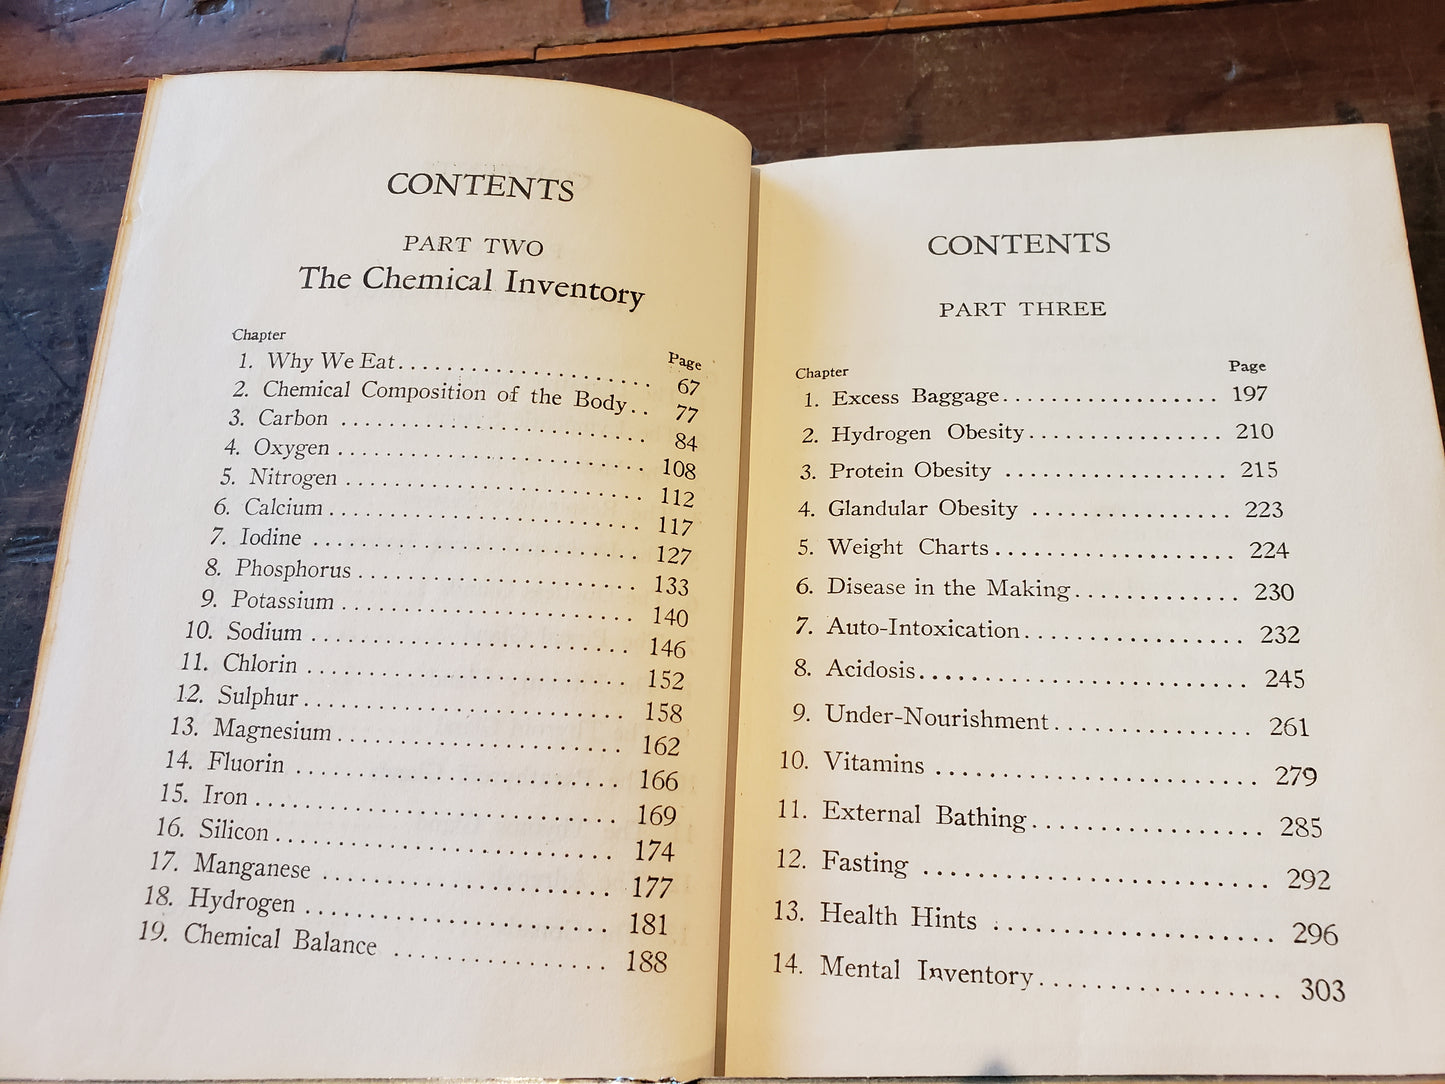 CONTENTS
PART TWO
The Chemical Inventory
Chapter Page
1. Why We Eat 67
2. Chemical Composition of the Body 77
3. Carbon 84
4. Oxygen 108
5. Nitrogen 112
6. Calcium 117
7. Iodine 127
8. Phosphorus 133
9. Potassium 140
10. Sodium 146
11. Chlorin 152
12. Sulphur 158
13. Magnesium 162
14. Fluorin 166
15. Iron 169
16. Silicon 174
17. Manganese 177
18. Hydrogen 181
19. Chemical Balance 188
CONTENTS
PART THREE
Chapter Page
1. Excess Baggage 197
2. Hydrogen Obesity 210
3. Protein Obesity 215
4. Glandular Obesity 223
5. Weight Charts 224
6. Disease in the Making 230
7. Auto-Intoxication 232
8. Acidosis 245
9. Under-Nourishment 261
10. Vitamins 279
11. External Bathing 285
12. Fasting 292
13. Health Hints 296
14. Mental Inventory 303